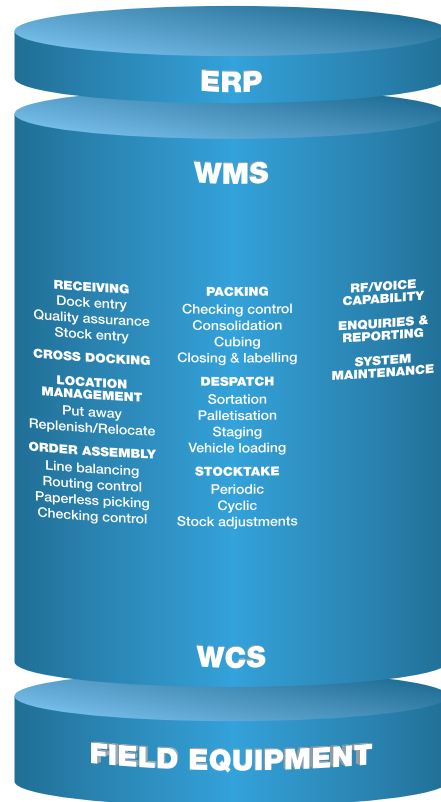 ERP
WMS
RECEIVING
Dock entry
Quality assurance
Stock entry
CROSS DOCKING
LOCATION
MANAGEMENT
Put away
Replenish/Relocate
ORDER ASSEMBLY
Line balancing
Routing control
Paperless picking
Checking control
PACKING
Checking control
Consolidation
Cubing
Closing & labelling
DESPATCH
Sortation
Palletisation
Staging
Vehicle loading
STOCKTAKE
Periodic
Cyclic
Stock adjustments
RF/VOICE
CAPABILITY
ENQUIRIES &
REPORTING
SYSTEM
MAINTENANCE
WCS
FIELD EQUIPMENT